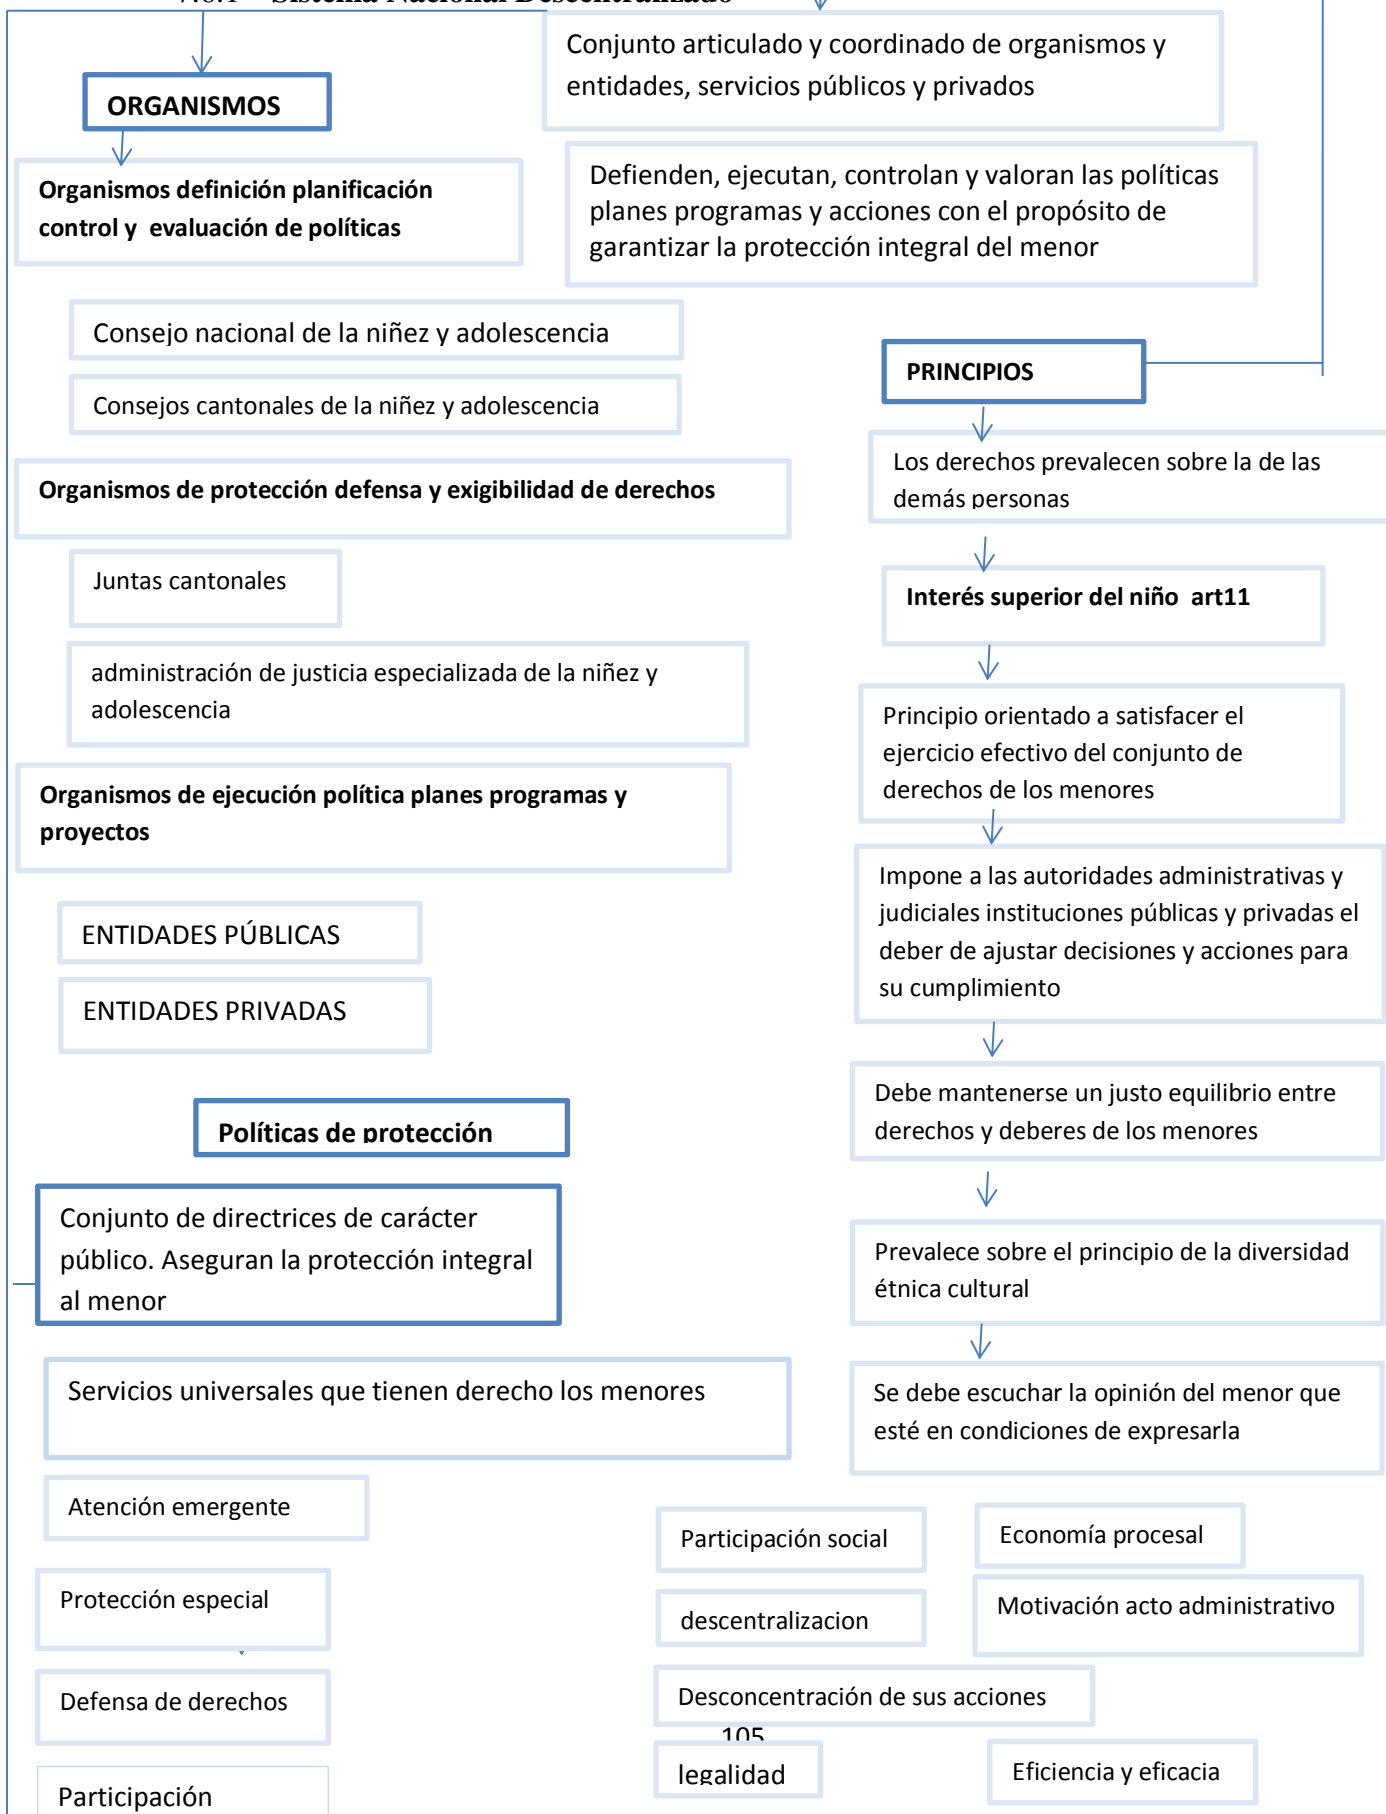 7.8.1 Sistema Nacional Descentralizado
Conjunto articulado y coordinado de organismos y
entidades, servicios públicos y privados
ORGANISMOS
Organismos definición planificación
control y evaluación de políticas
Defienden, ejecutan, controlan y valoran las políticas
planes programas y acciones con el propósito de
garantizar la protección integral del menor
Consejo nacional de la niñez y adolescencia
Consejos cantonales de la niñez y adolescencia
Organismos de protección defensa y exigibilidad de derechos
Juntas cantonales
administración de justicia especializada de la niñez y
adolescencia
Organismos de ejecución política planes programas y
proyectos
ENTIDADES PÚBLICAS
ENTIDADES PRIVADAS
PRINCIPIOS
Los derechos prevalecen sobre la de las
demás personas
Interés superior del niño art11
Principio orientado a satisfacer el
ejercicio efectivo del conjunto de
derechos de los menores
Impone a las autoridades administrativas y
judiciales instituciones públicas y privadas el
deber de ajustar decisiones y acciones para
su cumplimiento
Debe mantenerse un justo equilibrio entre
derechos y deberes de los menores
Prevalece sobre el principio de la diversidad
étnica cultural
Se debe escuchar la opinión del menor que
esté en condiciones de expresarla
Políticas de protección
Conjunto de directrices de carácter
público. Aseguran la protección integral
al menor
Servicios universales que tienen derecho los menores
Atención emergente
Protección especial
Defensa de derechos
Participación
Participación social
Economía procesal
descentralizacion
Motivación acto administrativo
Desconcentración de sus acciones
105
legalidad
Eficiencia y eficacia